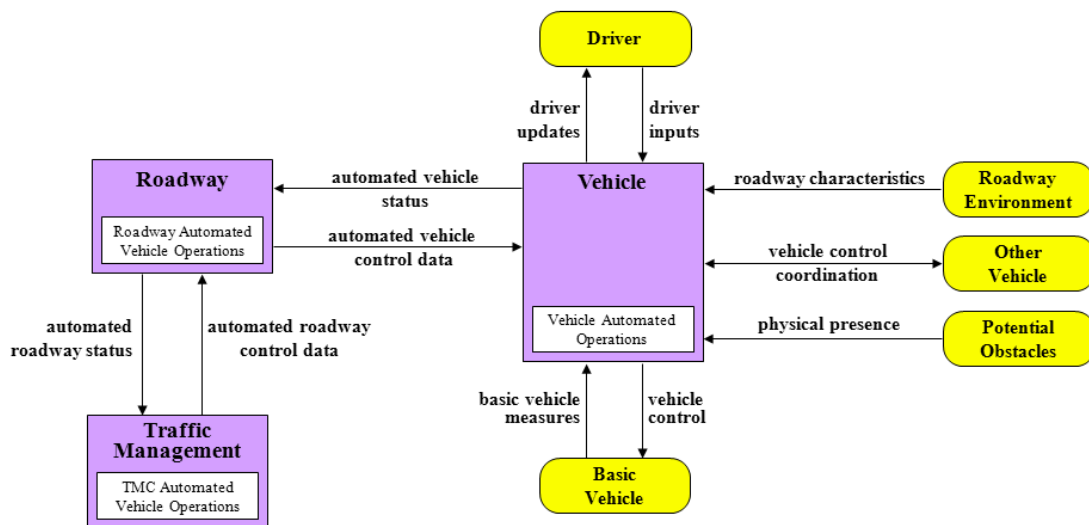 Driver
driver
updates
driver
inputs
Roadway
Roadway Automated
Vehicle Operations
automated vehicle
status
automated vehicle
control data
Vehicle
Vehicle Automated
Operations
roadway characteristics
Roadway
Environment
vehicle control
coordination
Other
Vehicle
physical presence
Potential
Obstacles
automated
roadway status
automated roadway
control data
basic vehicle
measures
vehicle
control
Traffic
Management
TMC Automated
Vehicle Operations
Basic
Vehicle